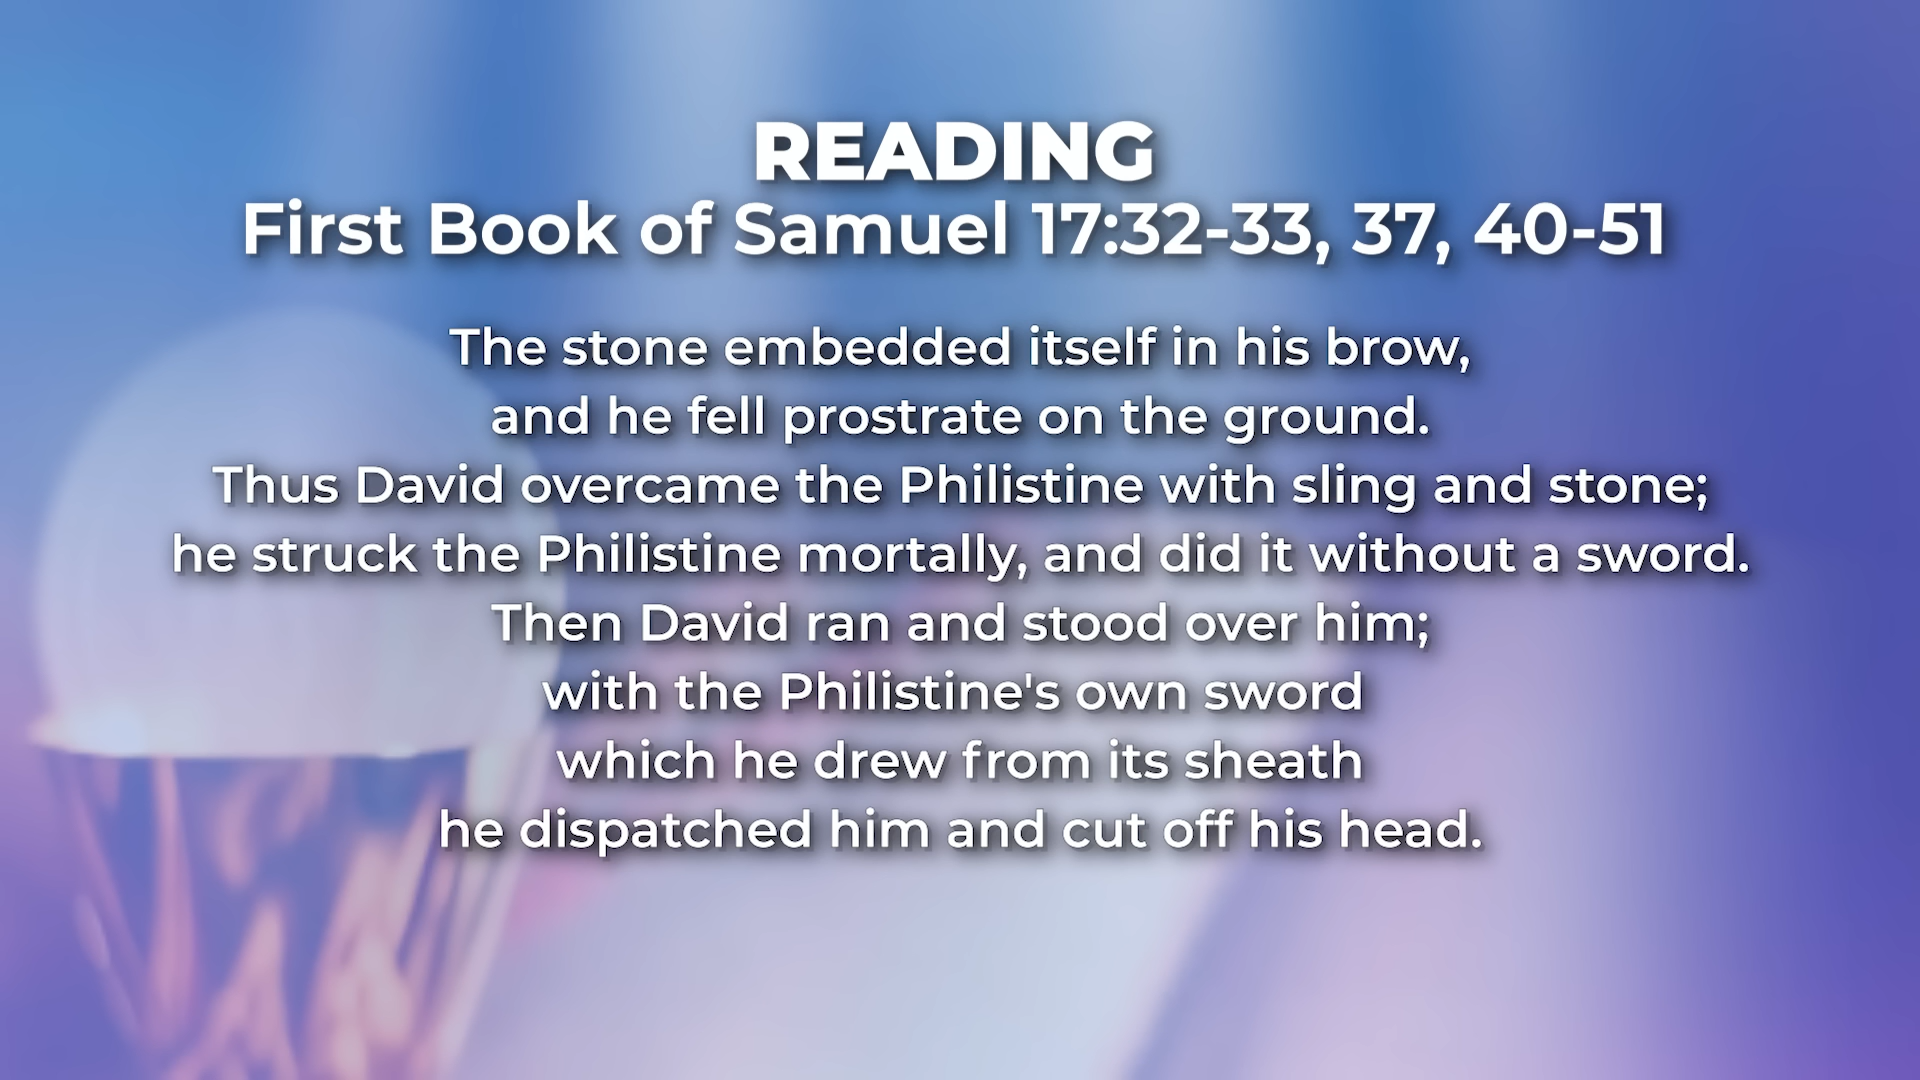 READING
First Book of Samuel 17:32-33, 37, 40-51
The stone embedded itself in his brow,
and he fell prostrate on the ground.
Thus David overcame the Philistine with sling and stone;
he struck the Philistine mortally, and did it without a sword.
Then David ran and stood over him;
with the Philistine's own sword
which he drew from its sheath
he dispatched him and cut off his head.